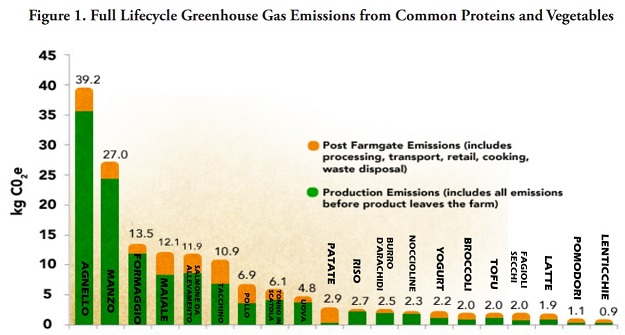 Figure 1. Full Lifecycle Greenhouse Gas Emissions from Common Proteins and Vegetables
45
40
35
30
25
20
15
10
5
0
kg CO2e
Post Farmgate Emissions (includes
processing, transport, retail, cooking,
waste disposal)
Production Emissions (includes all emissions
before product leaves the farm)
39.2
27.0
13.5
12.1
11.9
10.9
6.9
6.1
4.8
2.9
2.7
2.5
2.3
2.2
2.0
2.0
2.0
1.9
1.1
0.9
AGNELLO
MANZO
FORMAGGIO
MAIALE
SALMONE DA
ALLEVAMENTO
TACCHINO
POLLO
TONNO IN
SCATOLA
UOVA
PATATE
RISO
BURRO
D'ARACHIDI
NOCCIOLINE
YOGURT
BROCCOLI
TOFU
FAGIOLI
SECCHI
LATTE
POMODORI
LENTICCHIE